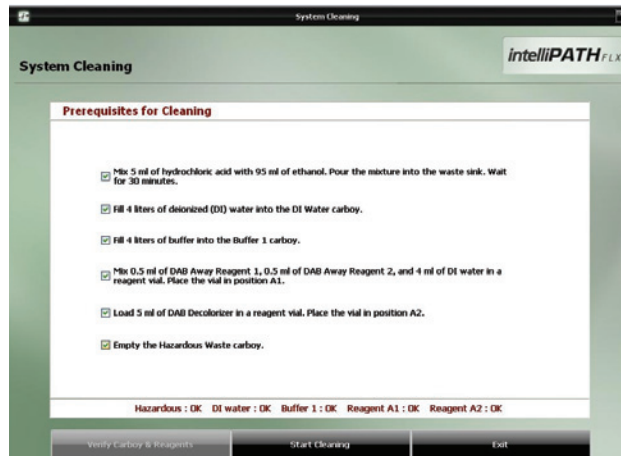 System Cleaning
intelliPATH FLX
System Cleaning
Prerequisites for Cleaning
Mix 5 ml of hydrochloric acid with 95 ml of ethanol. Pour the mixture into the waste sink. Wait
for 30 minutes.
Fill 4 liters of deionized (DI) water into the DI Water carboy.
Fill 4 liters of buffer into the Buffer 1 carboy.
Mix 0.5 ml of DAB Away Reagent 1, 0.5 ml of DAB Away Reagent 2, and 4 ml of DI water in a
reagent vial. Place the vial in position A1.
Load 5 ml of DAB Decolorizer in a reagent vial. Place the vial in position A2.
Empty the Hazardous Waste carboy.
Hazardous : OK DI water : OK Buffer 1 : OK Reagent A1 : OK Reagent A2 : OK
Verify Carboy & Reagents Start Cleaning Exit